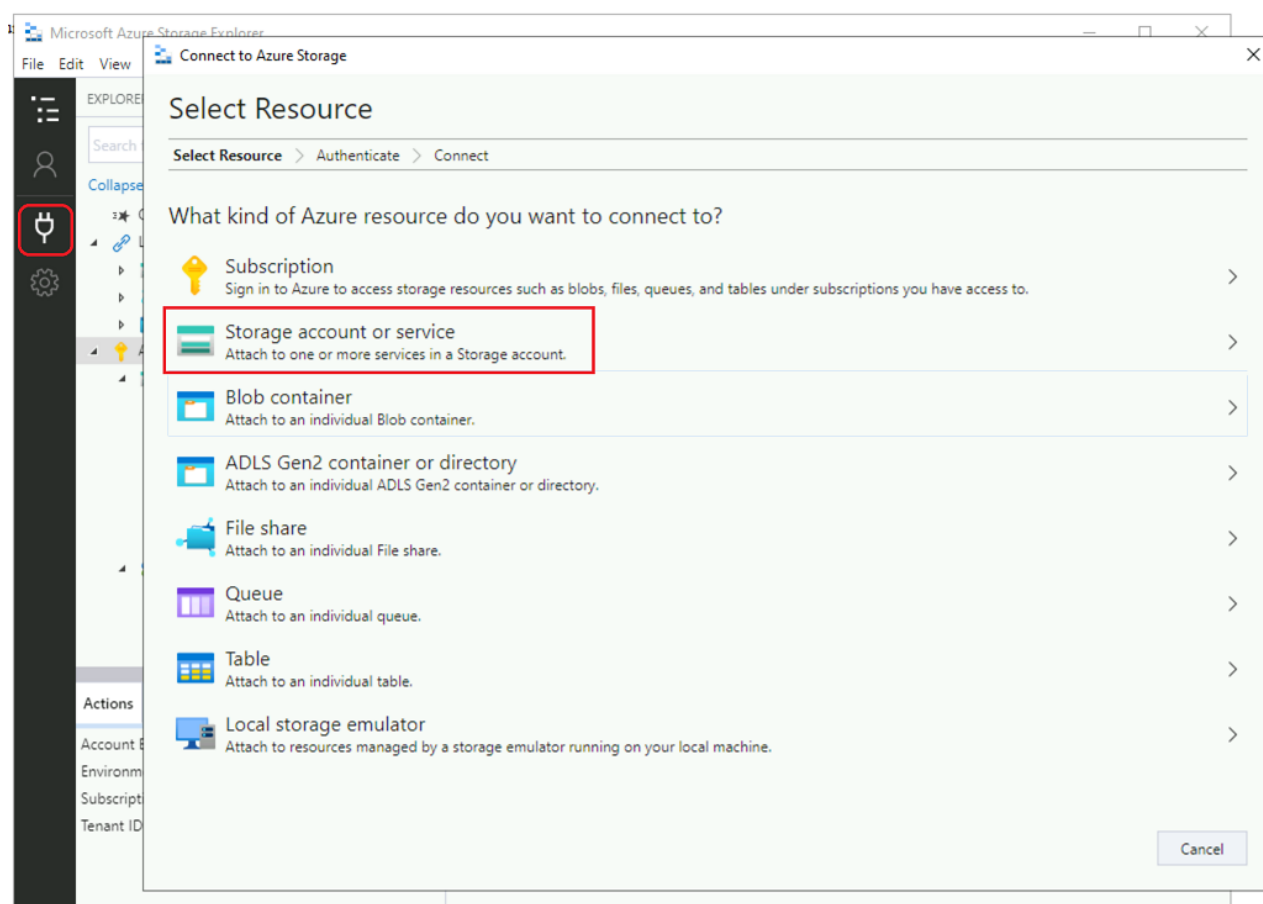 Microsoft Azure Storage Explorer
File Edit View
Connect to Azure Storage
EXPLORER
Search
Collapse
Select Resource
Select Resource > Authenticate > Connect
What kind of Azure resource do you want to connect to?
Subscription
Sign in to Azure to access storage resources such as blobs, files, queues, and tables under subscriptions you have access to.
Storage account or service
Attach to one or more services in a Storage account.
Blob container
Attach to an individual Blob container.
ADLS Gen2 container or directory
Attach to an individual ADLS Gen2 container or directory.
File share
Attach to an individual File share.
Queue
Attach to an individual queue.
Table
Attach to an individual table.
Local storage emulator
Attach to resources managed by a storage emulator running on your local machine.
Actions
Account
Tenant ID
Cancel